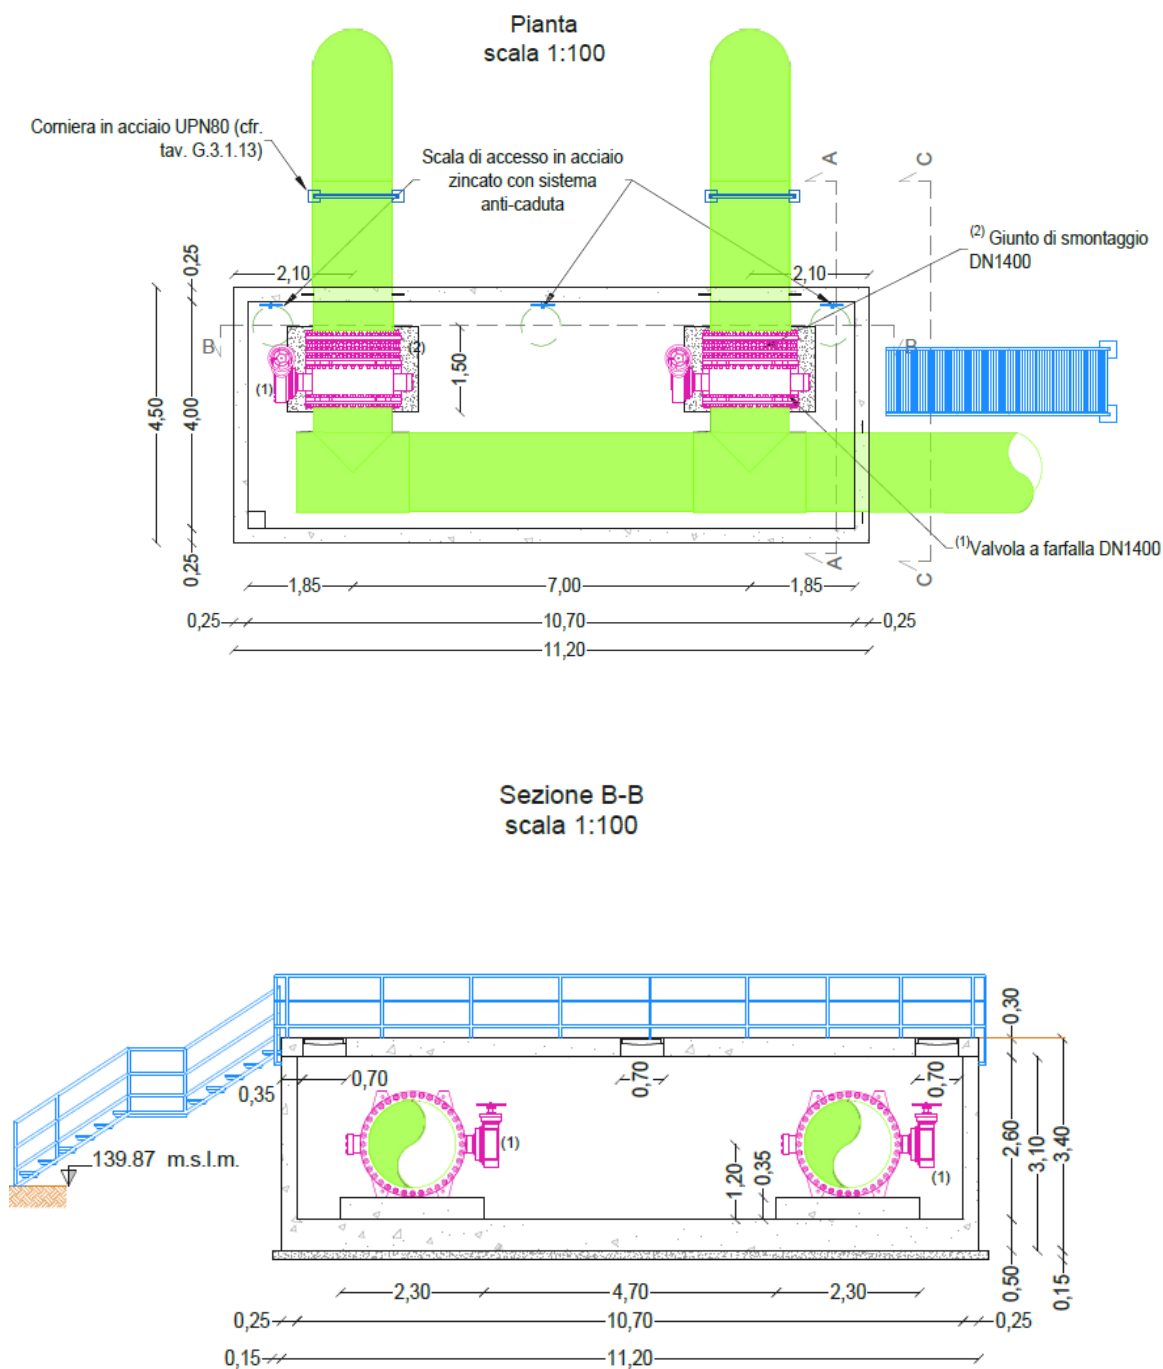 Pianta
scala 1:100
Corniera in acciaio UPN80 (cfr.
tav. G.3.1.13)
Scala di accesso in acciaio
zincato con sistema
anti-caduta
A
C
(2) Giunto di smontaggio
DN1400
0,25
2,10
2,10
B
B
(2)
(1)
1,50
4,50
4,00
0,25
(1)Valvola a farfalla DN1400
A
C
1,85
7,00
1,85
0,25
10,70
0,25
11,20
Sezione B-B
scala 1:100
0,30
0,35
0,70
0,70
0,70
(1)
(1)
139.87 m.s.l.m.
1,20
0,35
2,60
3,10
3,40
2,30
4,70
2,30
0,50
0,15
0,25
10,70
0,25
0,15
11,20